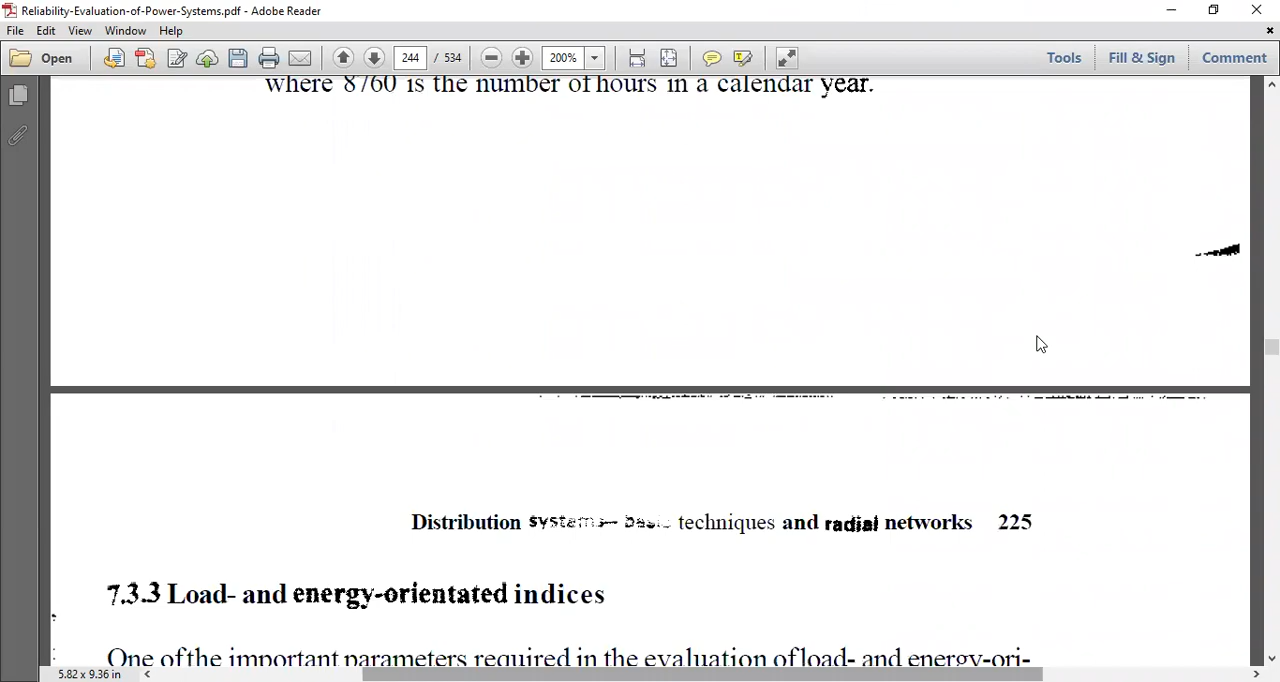 Reliability-Evaluation-of-Power-Systems.pdf - Adobe Reader
File Edit View Window Help
Open 244 / 534 200% Tools Fill & Sign Comment
where 8760 is the number of hours in a calendar year.
Distribution systems— basic techniques and radial networks 225
7.3.3 Load- and energy-orientated indices
One of the important parameters required in the evaluation of load- and energy-ori-
5.82 x 9.36 in